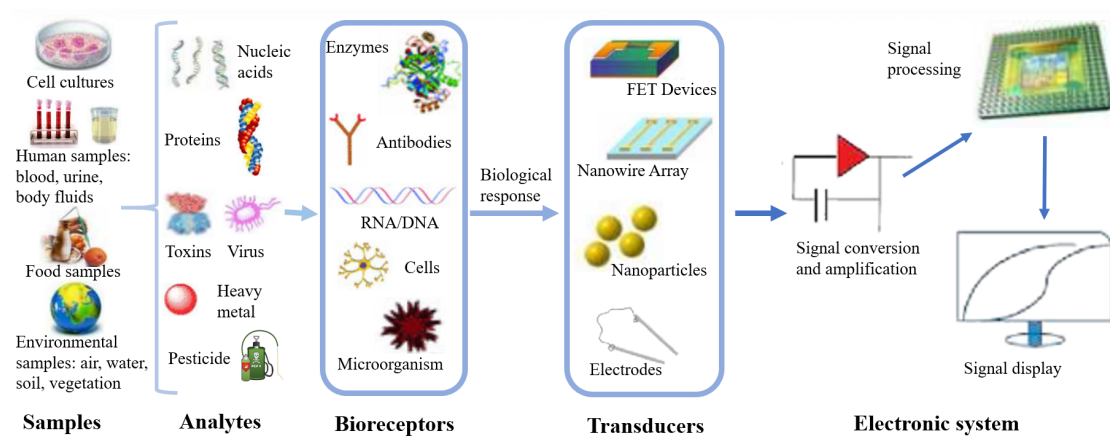 Cell cultures
Human samples:
blood, urine,
body fluids
Food samples
Environmental
samples: air, water,
soil, vegetation
Samples
Nucleic
acids
Proteins
Toxins
Virus
Heavy
metal
Pesticide
Analytes
Enzymes
Antibodies
RNA/DNA
Cells
Microorganism
Bioreceptors
Biological
response
FET Devices
Nanowire Array
Nanoparticles
Electrodes
Transducers
Signal
processing
Signal conversion
and amplification
Signal display
Electronic system